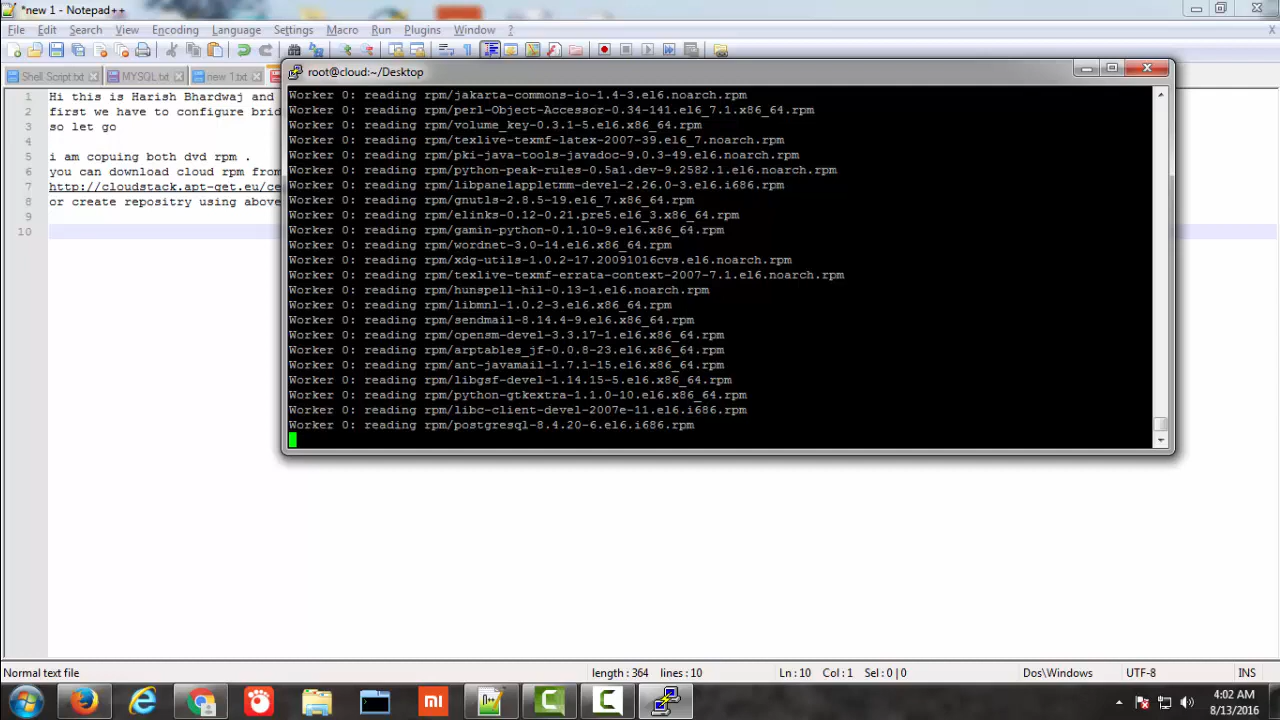 *new 1 - Notepad++
File Edit Search View Encoding Language Settings Macro Run Plugins Window ?
Shell Script.txt MYSQL.txt new 1.txt
1 Hi this is Harish Bhardwaj and
2 first we have to configure brid
3 so let go
4
5 i am copuing both dvd rpm .
6 you can download cloud rpm from
7 http://cloudstack.apt-get.eu/ce
8 or create repositry using above
9
10
root@cloud:~/Desktop
Worker 0: reading rpm/jakarta-commons-io-1.4-3.el6.noarch.rpm
Worker 0: reading rpm/perl-Object-Accessor-0.34-141.el6_7.1.x86_64.rpm
Worker 0: reading rpm/volume_key-0.3.1-5.el6.x86_64.rpm
Worker 0: reading rpm/texlive-texmf-latex-2007-39.el6_7.noarch.rpm
Worker 0: reading rpm/pki-java-tools-javadoc-9.0.3-49.el6.noarch.rpm
Worker 0: reading rpm/python-peak-rules-0.5a1.dev-9.2582.1.el6.noarch.rpm
Worker 0: reading rpm/libpanelappletmm-devel-2.26.0-3.el6.i686.rpm
Worker 0: reading rpm/gnutls-2.8.5-19.el6_7.x86_64.rpm
Worker 0: reading rpm/elinks-0.12-0.21.pre5.el6_3.x86_64.rpm
Worker 0: reading rpm/gamin-python-0.1.10-9.el6.x86_64.rpm
Worker 0: reading rpm/wordnet-3.0-14.el6.x86_64.rpm
Worker 0: reading rpm/xdg-utils-1.0.2-17.20091016cvs.el6.noarch.rpm
Worker 0: reading rpm/texlive-texmf-errata-context-2007-7.1.el6.noarch.rpm
Worker 0: reading rpm/hunspell-hil-0.13-1.el6.noarch.rpm
Worker 0: reading rpm/libmnl-1.0.2-3.el6.x86_64.rpm
Worker 0: reading rpm/sendmail-8.14.4-9.el6.x86_64.rpm
Worker 0: reading rpm/opensm-devel-3.3.17-1.el6.x86_64.rpm
Worker 0: reading rpm/arptables_jf-0.0.8-23.el6.x86_64.rpm
Worker 0: reading rpm/ant-javamail-1.7.1-15.el6.x86_64.rpm
Worker 0: reading rpm/libgsf-devel-1.14.15-5.el6.x86_64.rpm
Worker 0: reading rpm/python-gtkextra-1.1.0-10.el6.x86_64.rpm
Worker 0: reading rpm/libc-client-devel-2007e-11.el6.i686.rpm
Worker 0: reading rpm/postgresql-8.4.20-6.el6.i686.rpm
Normal text file length : 364 lines : 10 Ln : 10 Col : 1 Sel : 0 | 0 Dos\Windows UTF-8 INS
4:02 AM
8/13/2016